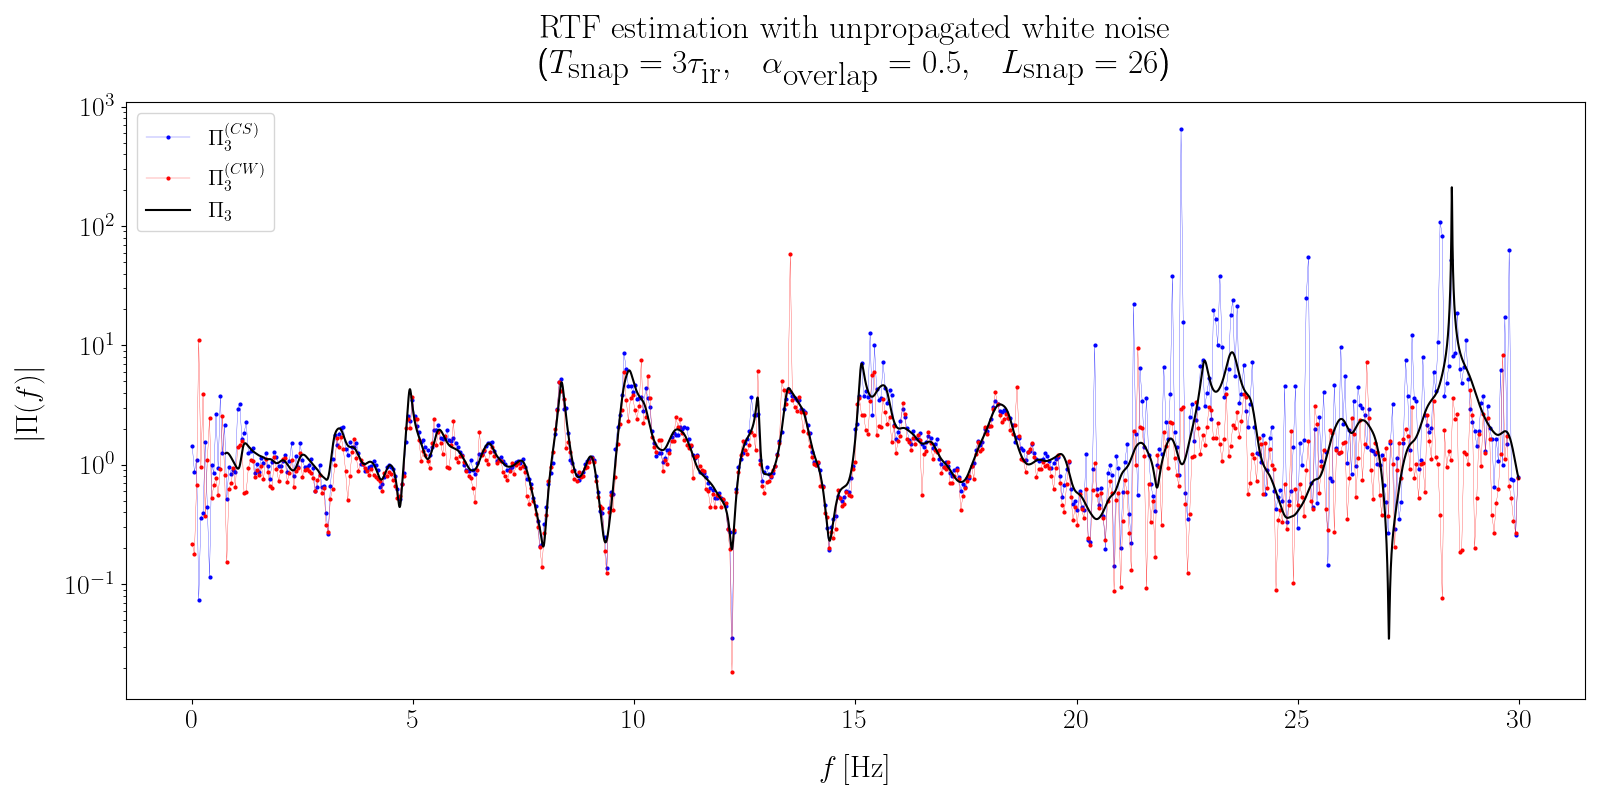 RTF estimation with unpropagated white noise
(T_snap = 3τ_ir, α_overlap = 0.5, L_snap = 26)
10^3
10^2
10^1
10^0
10^−1
|Π(f)|
Π_3^(CS)
Π_3^(CW)
Π_3
0 5 10 15 20 25 30
f [Hz]